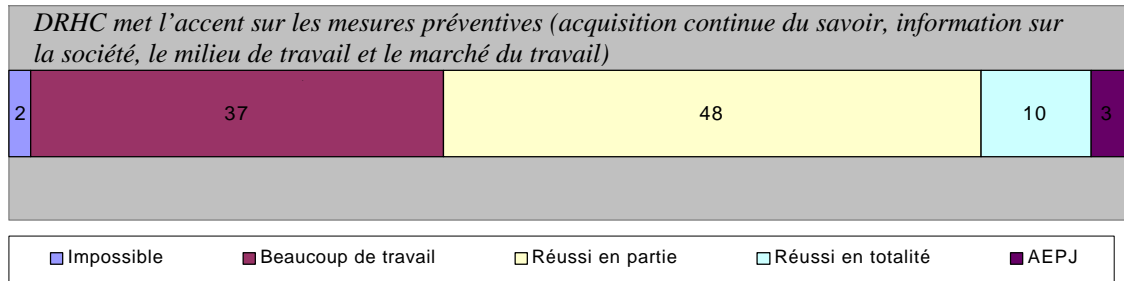 DRHC met l'accent sur les mesures préventives (acquisition continue du savoir, information sur
la société, le milieu de travail et le marché du travail)
2 37 48 10 3
Impossible Beaucoup de travail Réussi en partie Réussi en totalité AEPJ